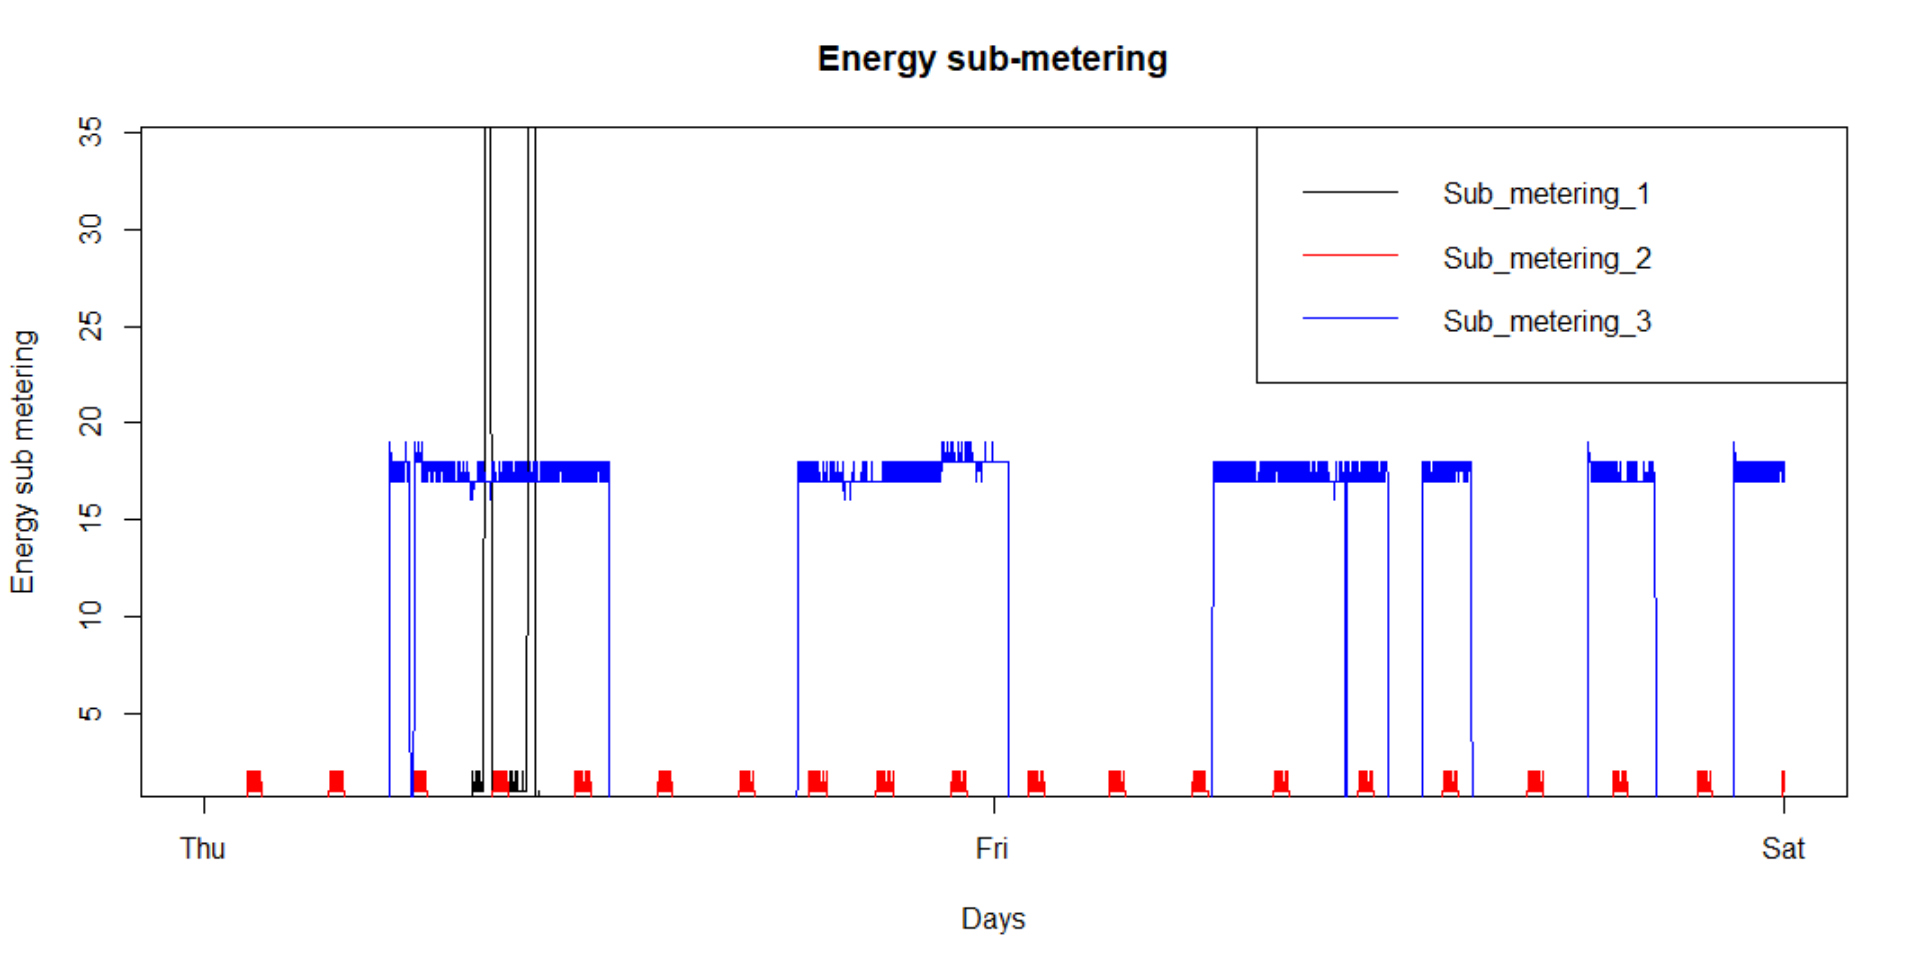 Energy sub-metering
35
30
25
20
15
10
5
Energy sub metering
Sub_metering_1
Sub_metering_2
Sub_metering_3
Thu
Fri
Sat
Days